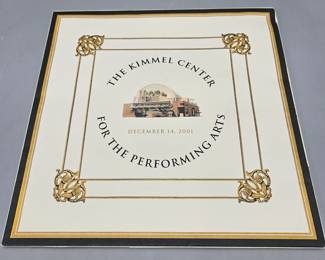 THE KIMMEL CENTER
DECEMBER 14, 2001
FOR THE PERFORMING ARTS